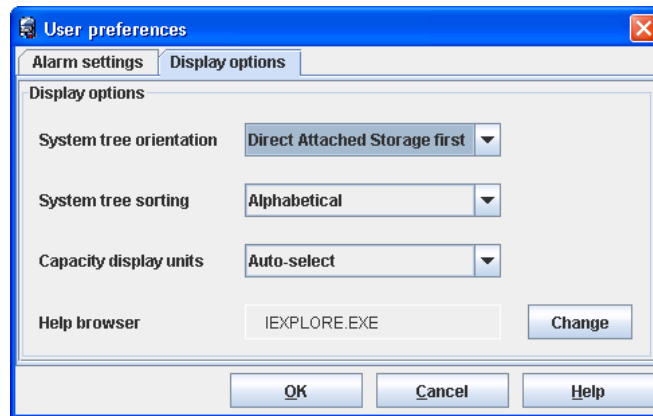 User preferences
Alarm settings
Display options
Display options
System tree orientation
Direct Attached Storage first
System tree sorting
Alphabetical
Capacity display units
Auto-select
Help browser
IEXPLORE.EXE
Change
OK
Cancel
Help